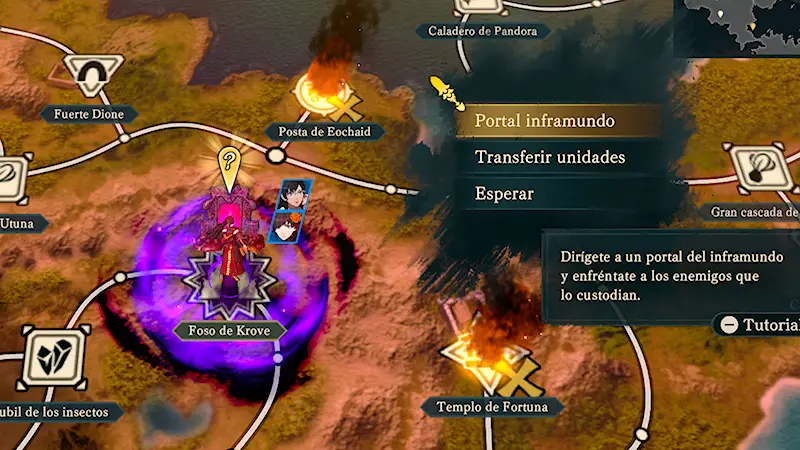 Caladero de Pandora
Fuerte Dione
Posta de Eochaid
Portal inframundo
Transferir unidades
Esperar
Utuna
?
Gran cascada de
Dirígete a un portal del inframundo
y enfréntate a los enemigos que
lo custodian.
Tutorial
Foso de Krove
ubil de los insectos
Templo de Fortuna